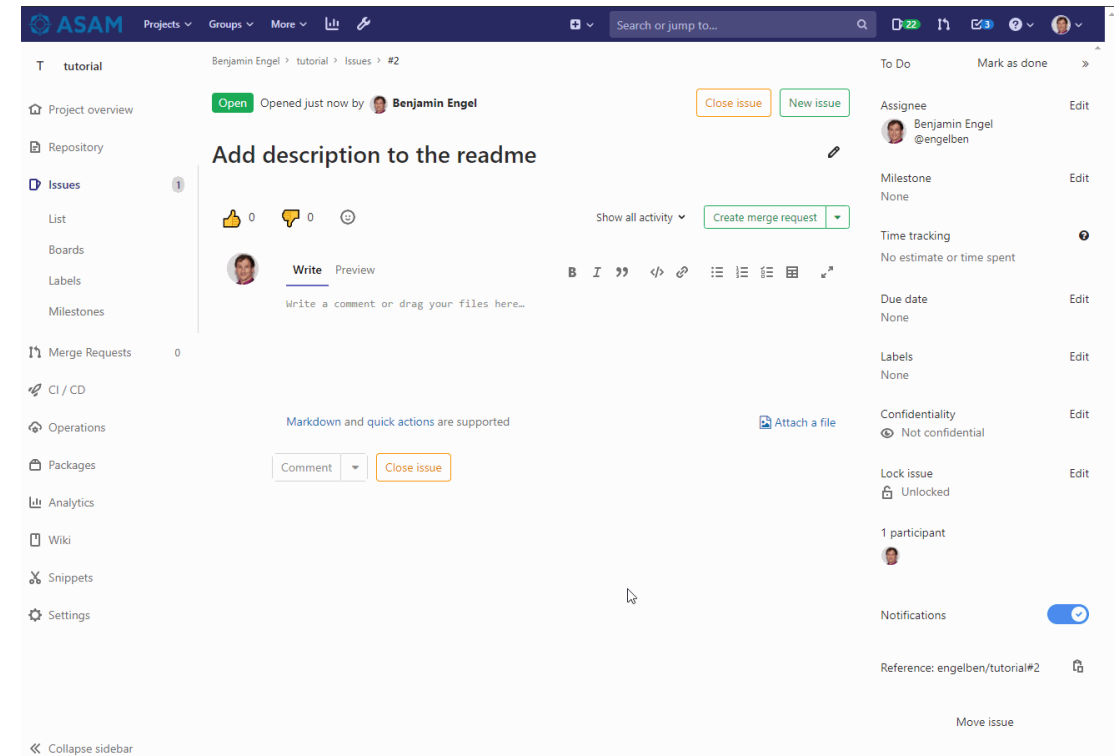 ASAM Projects Groups More Search or jump to... 22 3
T tutorial
Project overview
Repository
Issues 1
List
Boards
Labels
Milestones
Merge Requests 0
CI / CD
Operations
Packages
Analytics
Wiki
Snippets
Settings
Collapse sidebar
Benjamin Engel > tutorial > Issues > #2
Open Opened just now by Benjamin Engel Close issue New issue
Add description to the readme
0 0 Show all activity Create merge request
Write Preview
Write a comment or drag your files here…
Markdown and quick actions are supported Attach a file
Comment Close issue
To Do Mark as done »
Assignee Edit
Benjamin Engel
@engelben
Milestone Edit
None
Time tracking
No estimate or time spent
Due date Edit
None
Labels Edit
None
Confidentiality Edit
Not confidential
Lock issue Edit
Unlocked
1 participant
Notifications
Reference: engelben/tutorial#2
Move issue